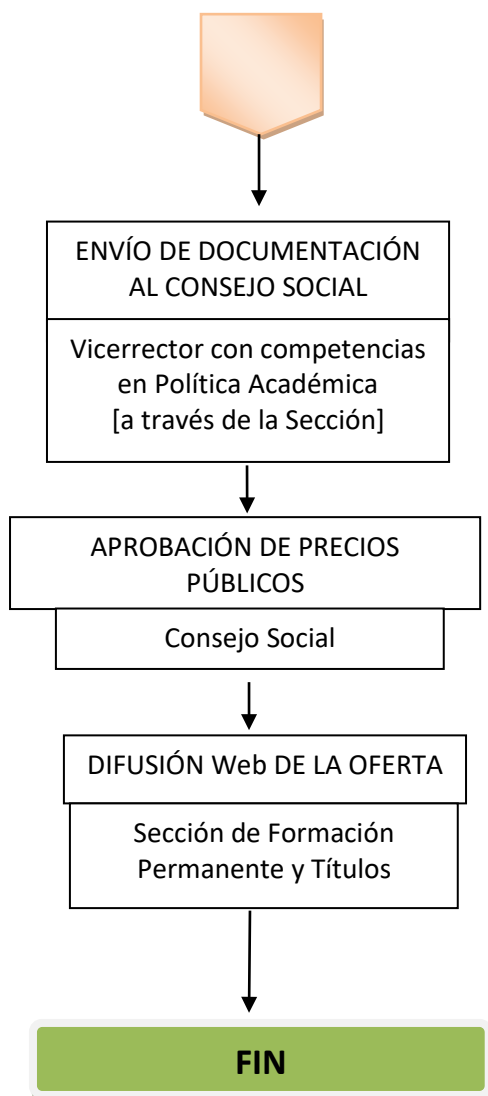 ENVÍO DE DOCUMENTACIÓN
AL CONSEJO SOCIAL
Vicerrector con competencias
en Política Académica
[a través de la Sección]
APROBACIÓN DE PRECIOS
PÚBLICOS
Consejo Social
DIFUSIÓN Web DE LA OFERTA
Sección de Formación
Permanente y Títulos
FIN